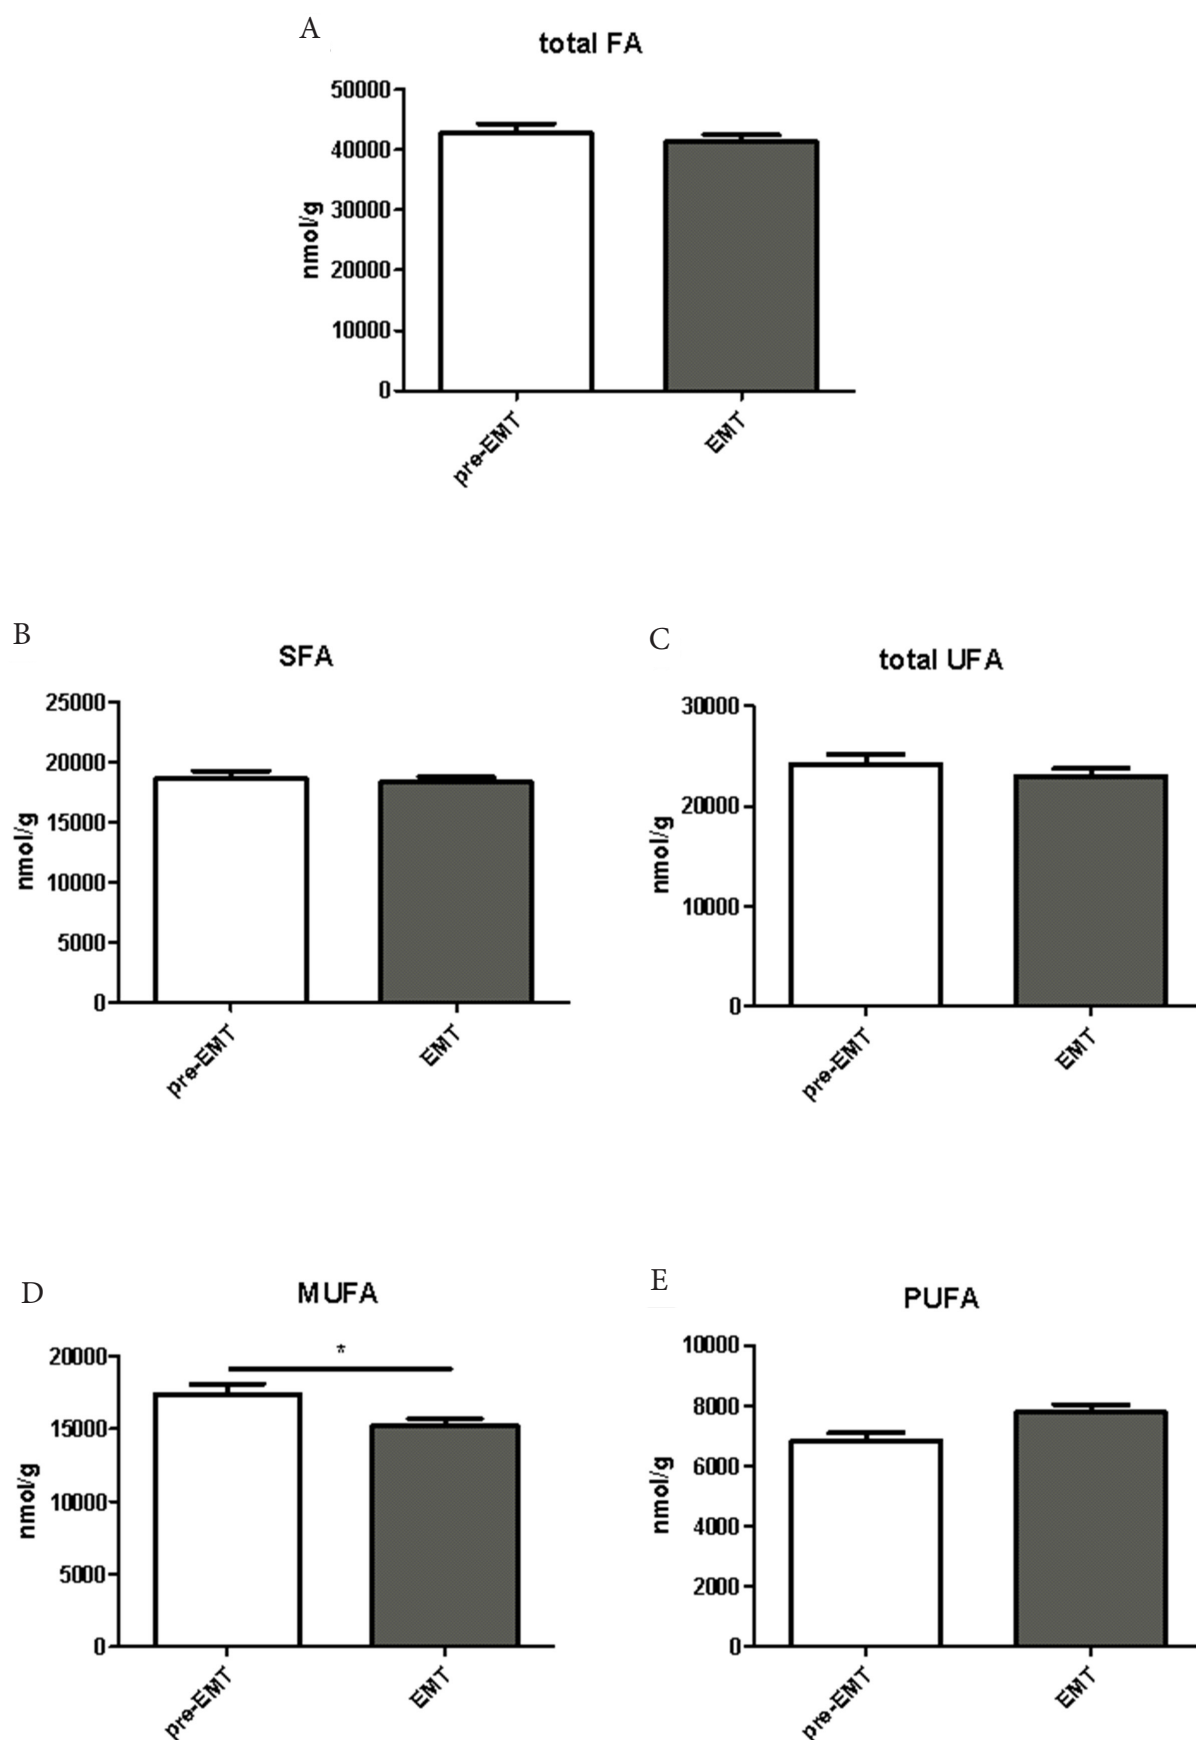 A
total FA
50000
40000
30000
20000
10000
0
nmol/g
pre-EMT
EMT
B
SFA
25000
20000
15000
10000
5000
0
nmol/g
pre-EMT
EMT
C
total UFA
30000
20000
10000
0
nmol/g
pre-EMT
EMT
D
MUFA
*
20000
15000
10000
5000
0
nmol/g
pre-EMT
EMT
E
PUFA
10000
8000
6000
4000
2000
0
nmol/g
pre-EMT
EMT